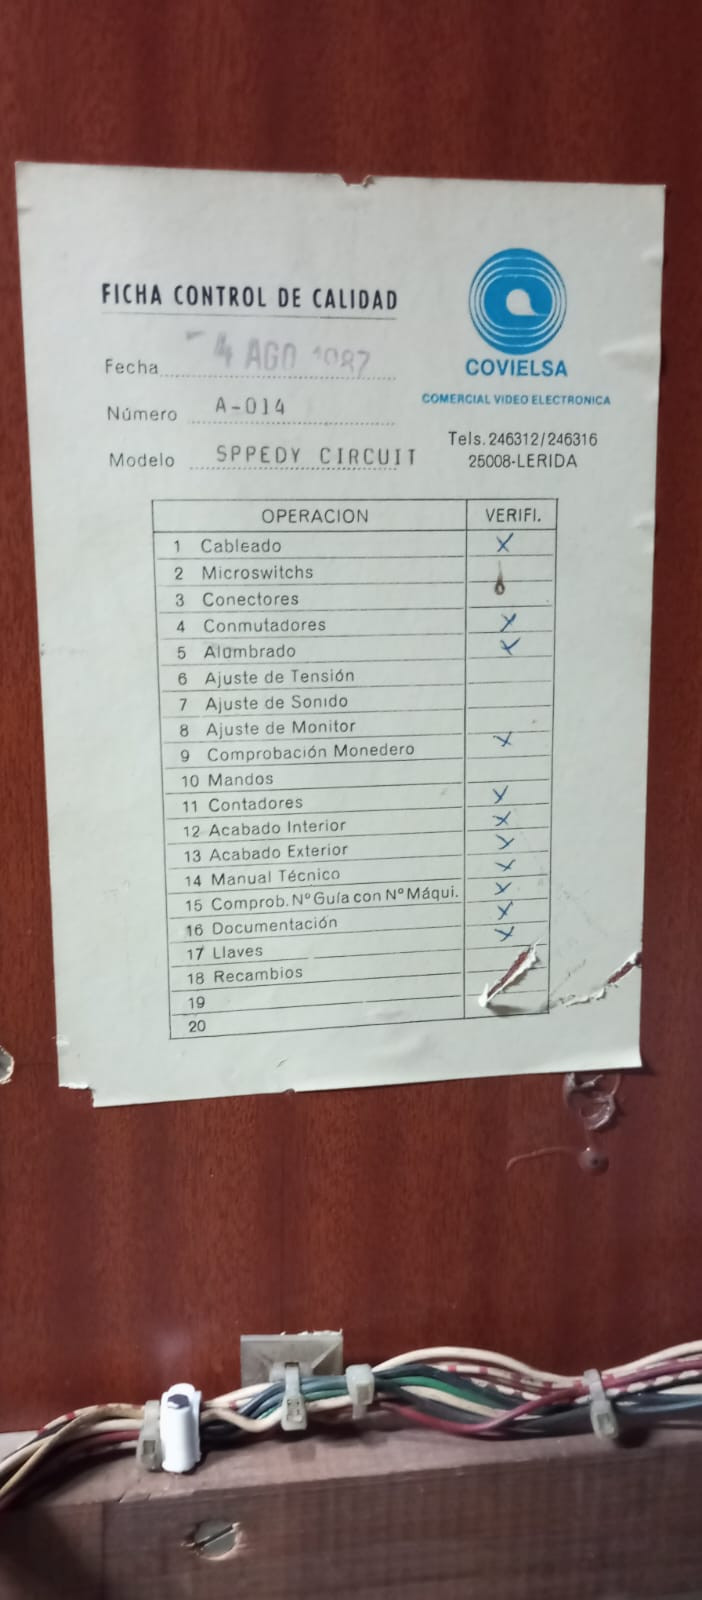 FICHA CONTROL DE CALIDAD
Fecha 4 AGO 1987
Número A-014
Modelo SPPEDY CIRCUIT
COVIELSA
COMERCIAL VIDEO ELECTRONICA
Tels. 246312/246316
25008-LERIDA
OPERACION VERIFI.
1 Cableado X
2 Microswitchs
3 Conectores
4 Conmutadores X
5 Alumbrado X
6 Ajuste de Tensión
7 Ajuste de Sonido
8 Ajuste de Monitor
9 Comprobación Monedero X
10 Mandos
11 Contadores X
12 Acabado Interior X
13 Acabado Exterior X
14 Manual Técnico X
15 Comprob. Nº Guía con Nº Máqui. X
16 Documentación X
17 Llaves X
18 Recambios
19
20